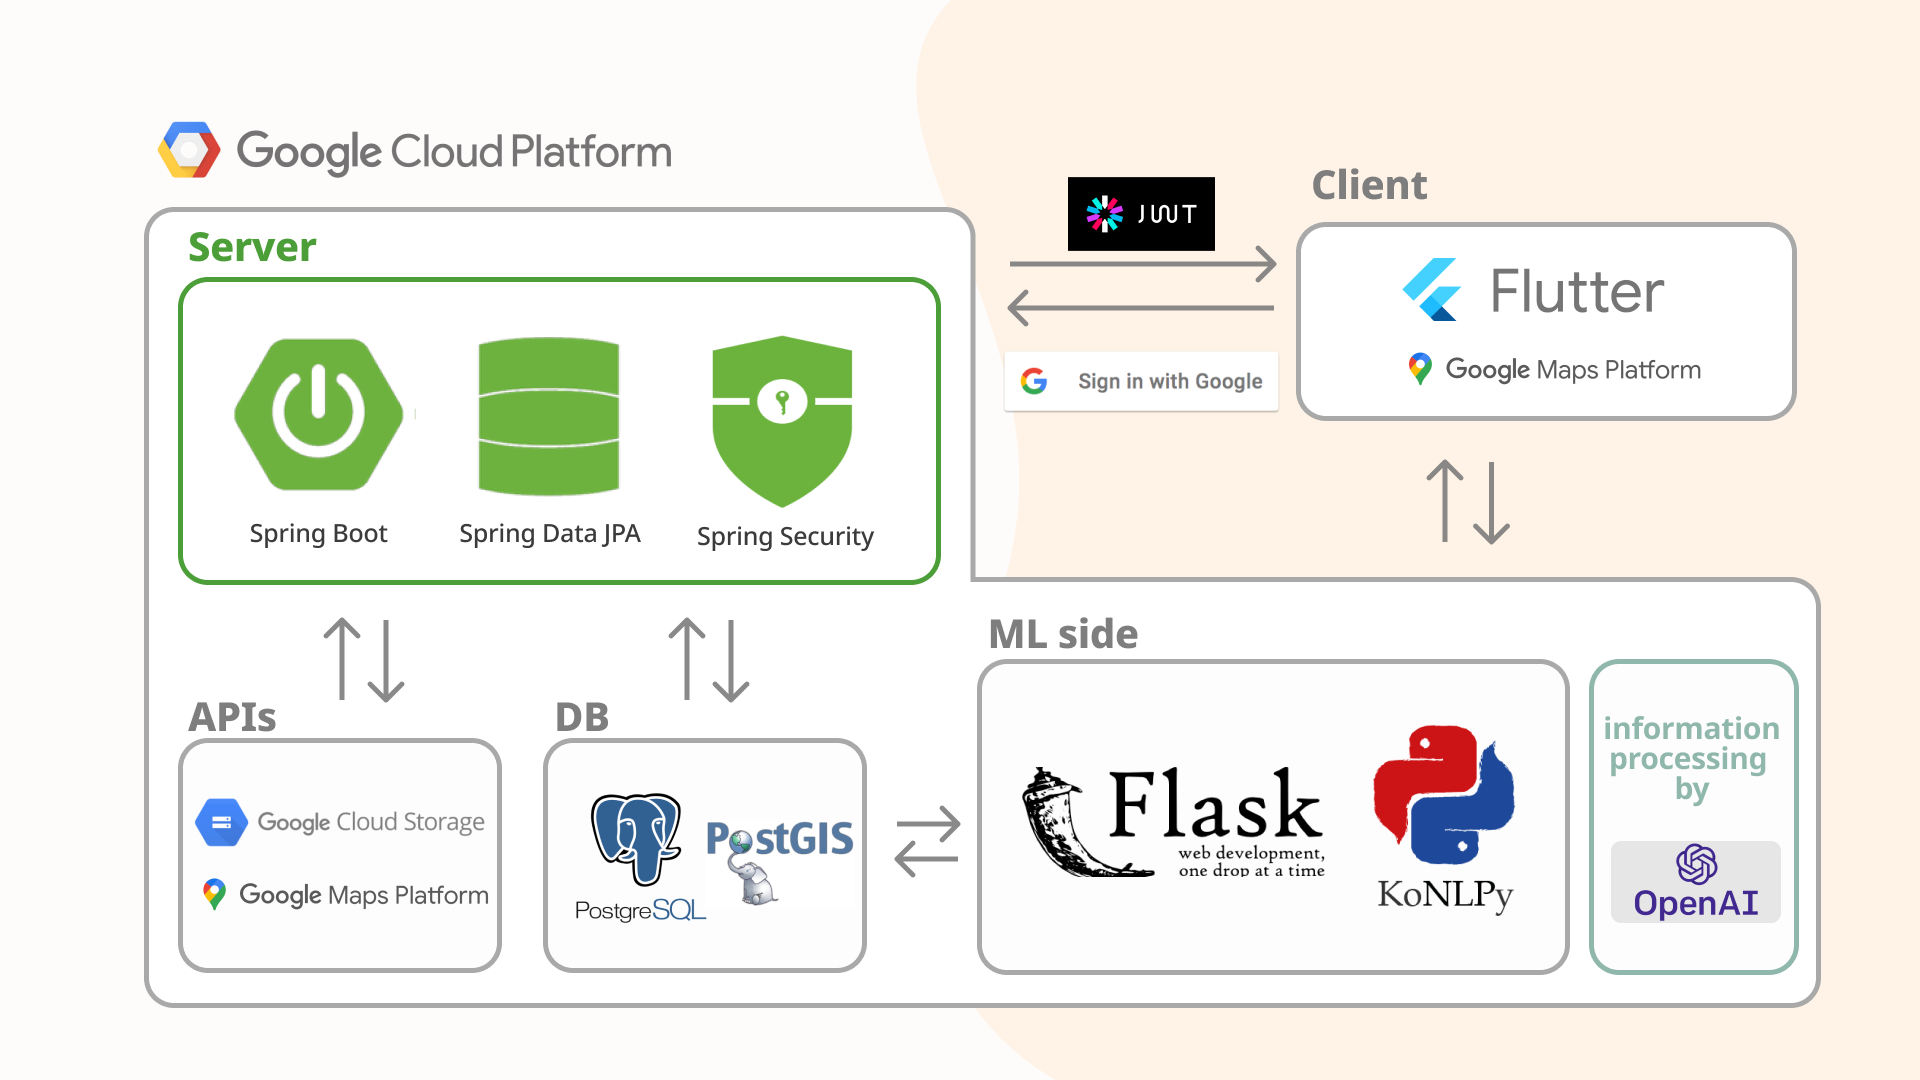 Google Cloud Platform
Server
Spring Boot
Spring Data JPA
Spring Security
JWT
Sign in with Google
Client
Flutter
Google Maps Platform
APIs
Google Cloud Storage
Google Maps Platform
DB
PostgreSQL
PostGIS
ML side
Flask
web development,
one drop at a time
KoNLPy
information
processing
by
OpenAI